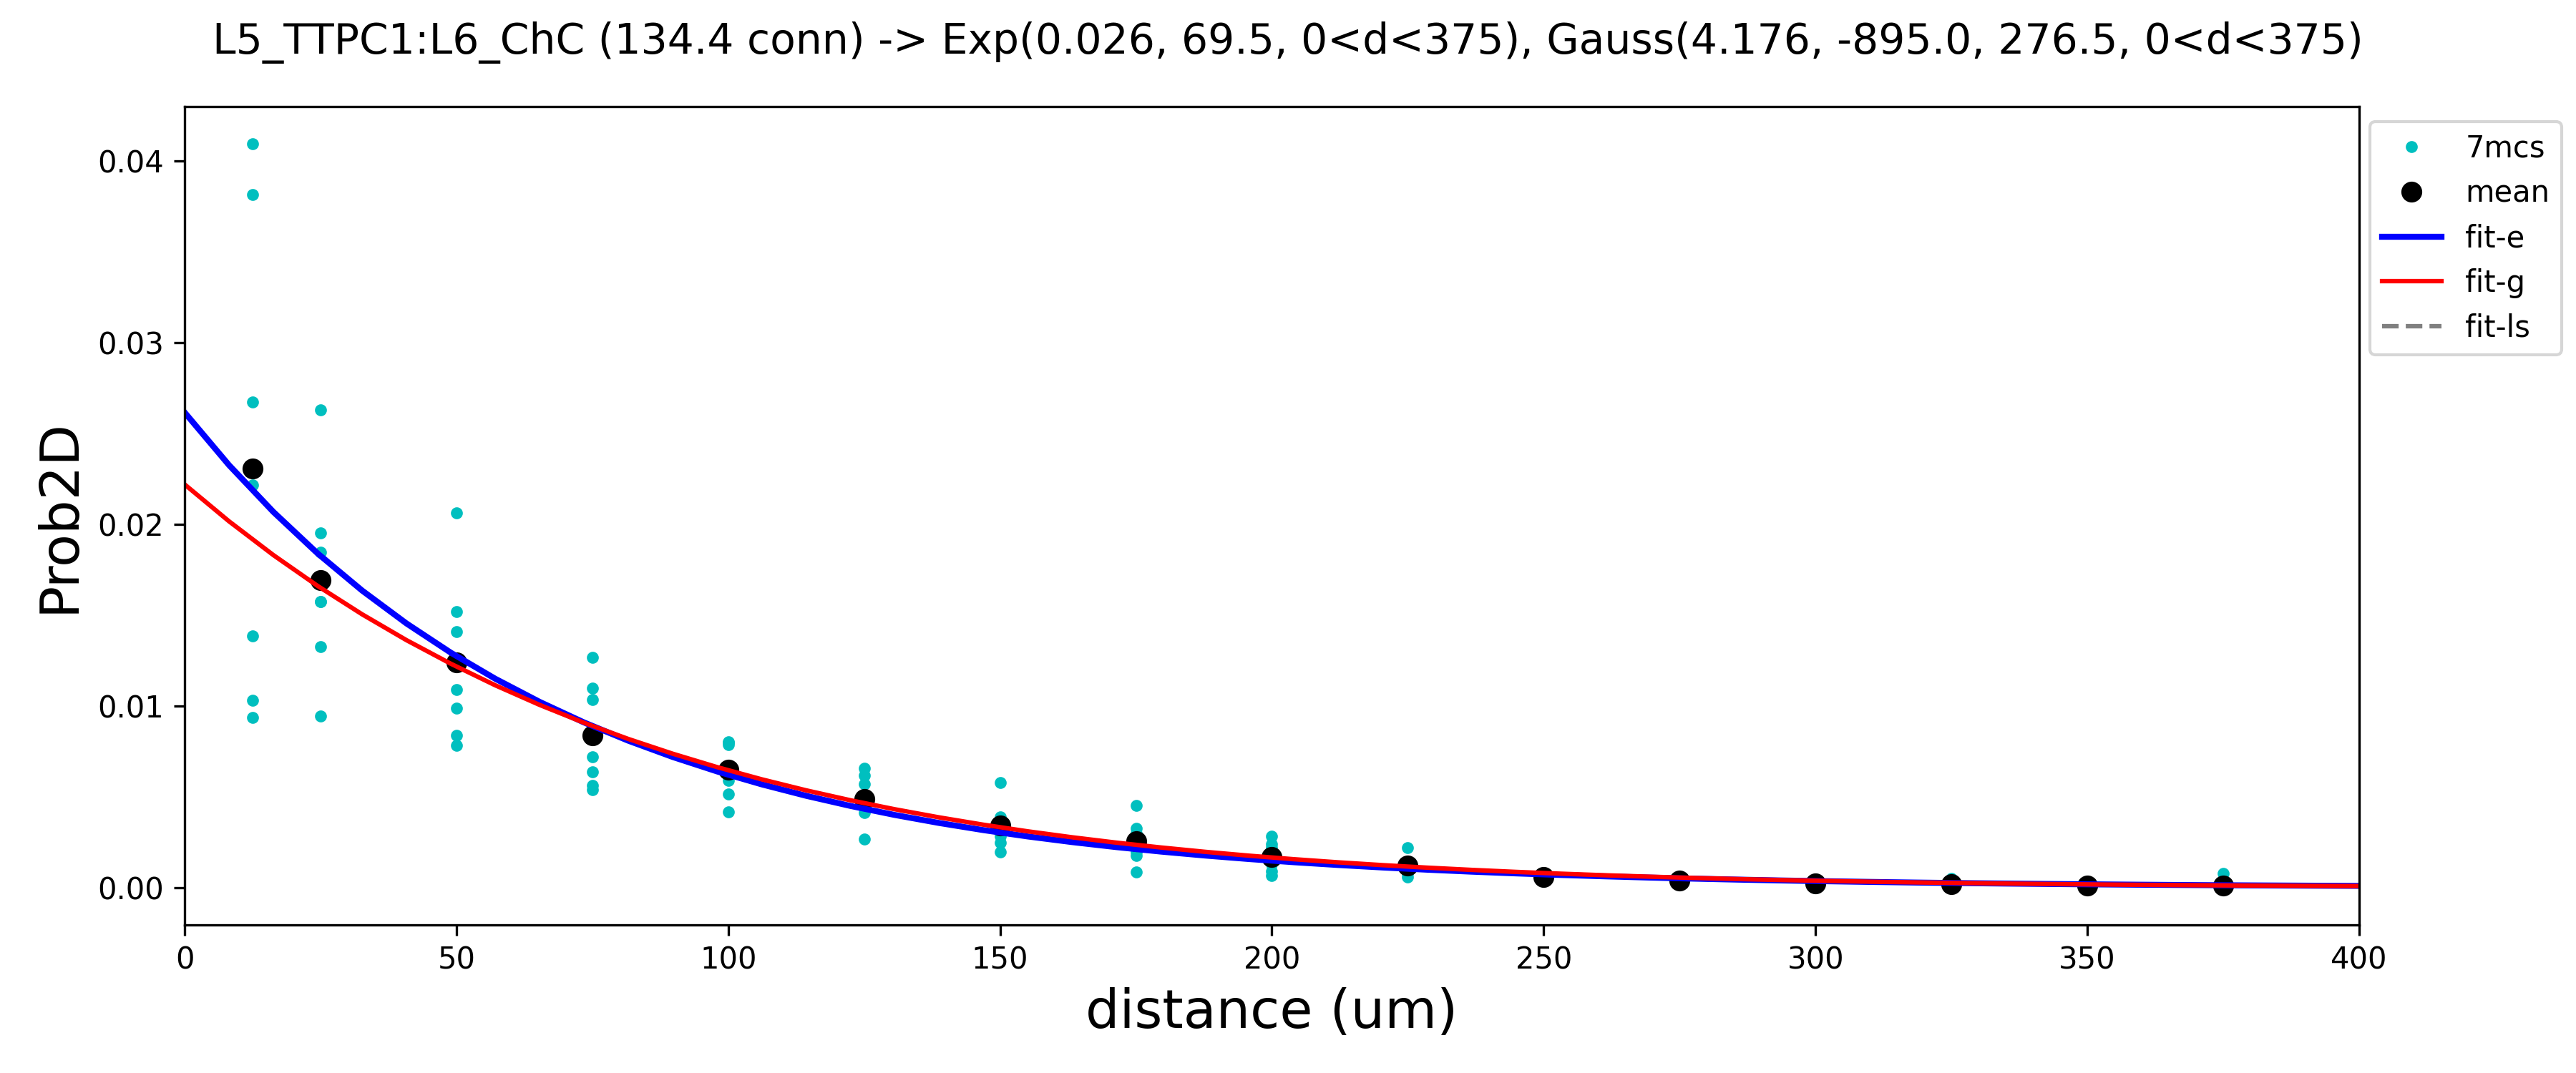 L5_TTPC1:L6_ChC (134.4 conn) -> Exp(0.026, 69.5, 0<d<375), Gauss(4.176, -895.0, 276.5, 0<d<375)
7mcs
mean
fit-e
fit-g
fit-ls
Prob2D
0.04
0.03
0.02
0.01
0.00
0 50 100 150 200 250 300 350 400
distance (um)